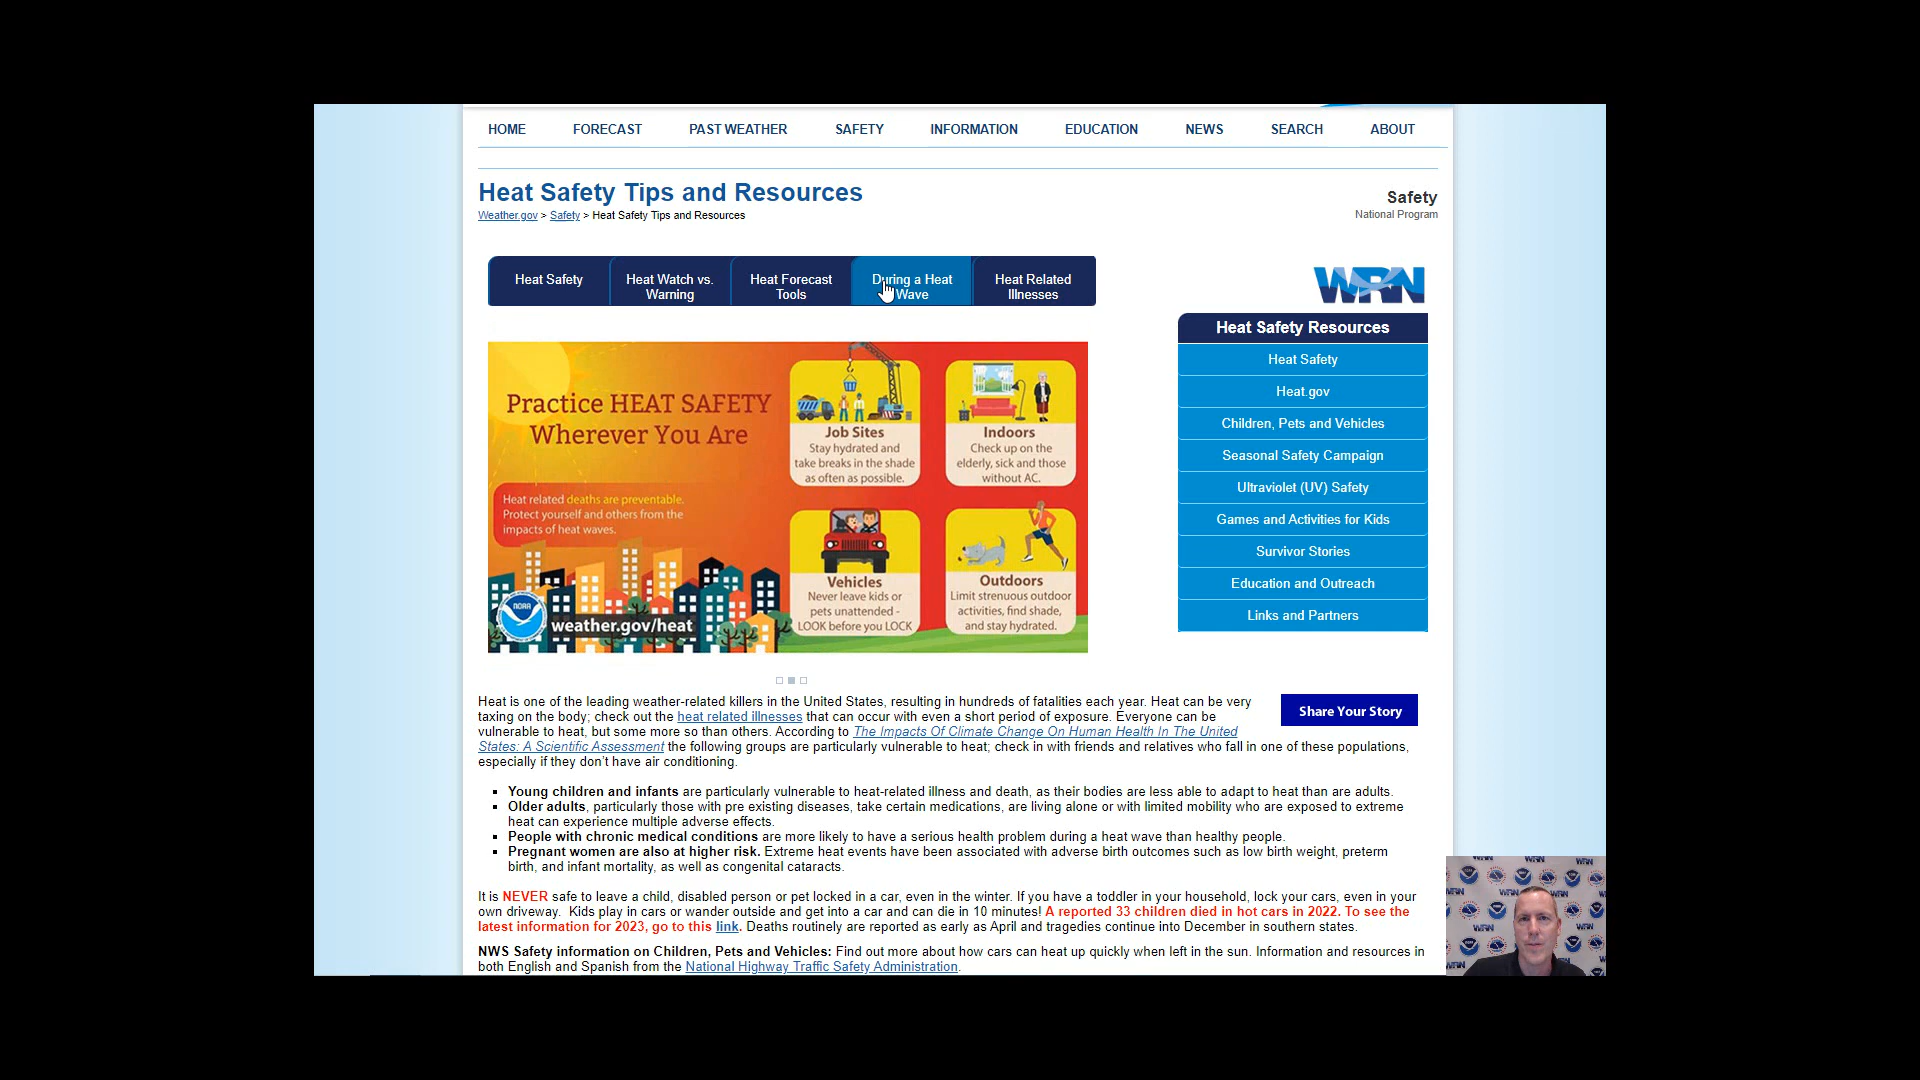 HOME FORECAST PAST WEATHER SAFETY INFORMATION EDUCATION NEWS SEARCH ABOUT
Heat Safety Tips and Resources
Weather.gov > Safety > Heat Safety Tips and Resources
Safety
National Program
Heat Safety
Heat Watch vs.
Warning
Heat Forecast
Tools
During a Heat
Wave
Heat Related
Illnesses
WRN
Heat Safety Resources
Heat Safety
Heat.gov
Children, Pets and Vehicles
Seasonal Safety Campaign
Ultraviolet (UV) Safety
Games and Activities for Kids
Survivor Stories
Education and Outreach
Links and Partners
Practice HEAT SAFETY
Wherever You Are
Heat related deaths are preventable.
Protect yourself and others from the
impacts of heat waves.
NOAA
weather.gov/heat
Job Sites
Stay hydrated and
take breaks in the shade
as often as possible.
Indoors
Check up on the
elderly, sick and those
without AC.
Vehicles
Never leave kids or
pets unattended -
LOOK before you LOCK
Outdoors
Limit strenuous outdoor
activities, find shade,
and stay hydrated.
Share Your Story
Heat is one of the leading weather-related killers in the United States, resulting in hundreds of fatalities each year. Heat can be very
taxing on the body; check out the heat related illnesses that can occur with even a short period of exposure. Everyone can be
vulnerable to heat, but some more so than others. According to The Impacts Of Climate Change On Human Health In The United
States: A Scientific Assessment the following groups are particularly vulnerable to heat; check in with friends and relatives who fall in one of these populations,
especially if they don't have air conditioning.
▪ Young children and infants are particularly vulnerable to heat-related illness and death, as their bodies are less able to adapt to heat than are adults.
▪ Older adults, particularly those with pre existing diseases, take certain medications, are living alone or with limited mobility who are exposed to extreme
heat can experience multiple adverse effects.
▪ People with chronic medical conditions are more likely to have a serious health problem during a heat wave than healthy people.
▪ Pregnant women are also at higher risk. Extreme heat events have been associated with adverse birth outcomes such as low birth weight, preterm
birth, and infant mortality, as well as congenital cataracts.
It is NEVER safe to leave a child, disabled person or pet locked in a car, even in the winter. If you have a toddler in your household, lock your cars, even in your
own driveway. Kids play in cars or wander outside and get into a car and can die in 10 minutes! A reported 33 children died in hot cars in 2022. To see the
latest information for 2023, go to this link. Deaths routinely are reported as early as April and tragedies continue into December in southern states.
NWS Safety information on Children, Pets and Vehicles: Find out more about how cars can heat up quickly when left in the sun. Information and resources in
both English and Spanish from the National Highway Traffic Safety Administration.